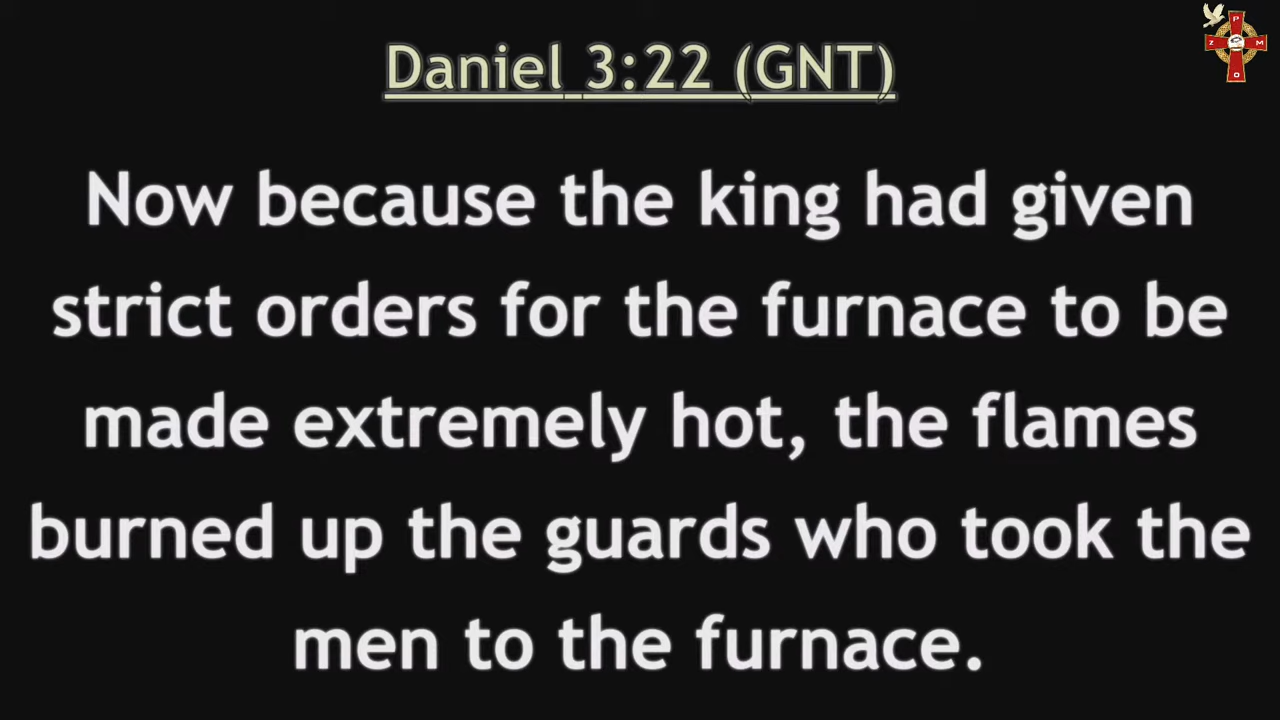 Daniel 3:22 (GNT)
Now because the king had given
strict orders for the furnace to be
made extremely hot, the flames
burned up the guards who took the
men to the furnace.
P
Z M
O